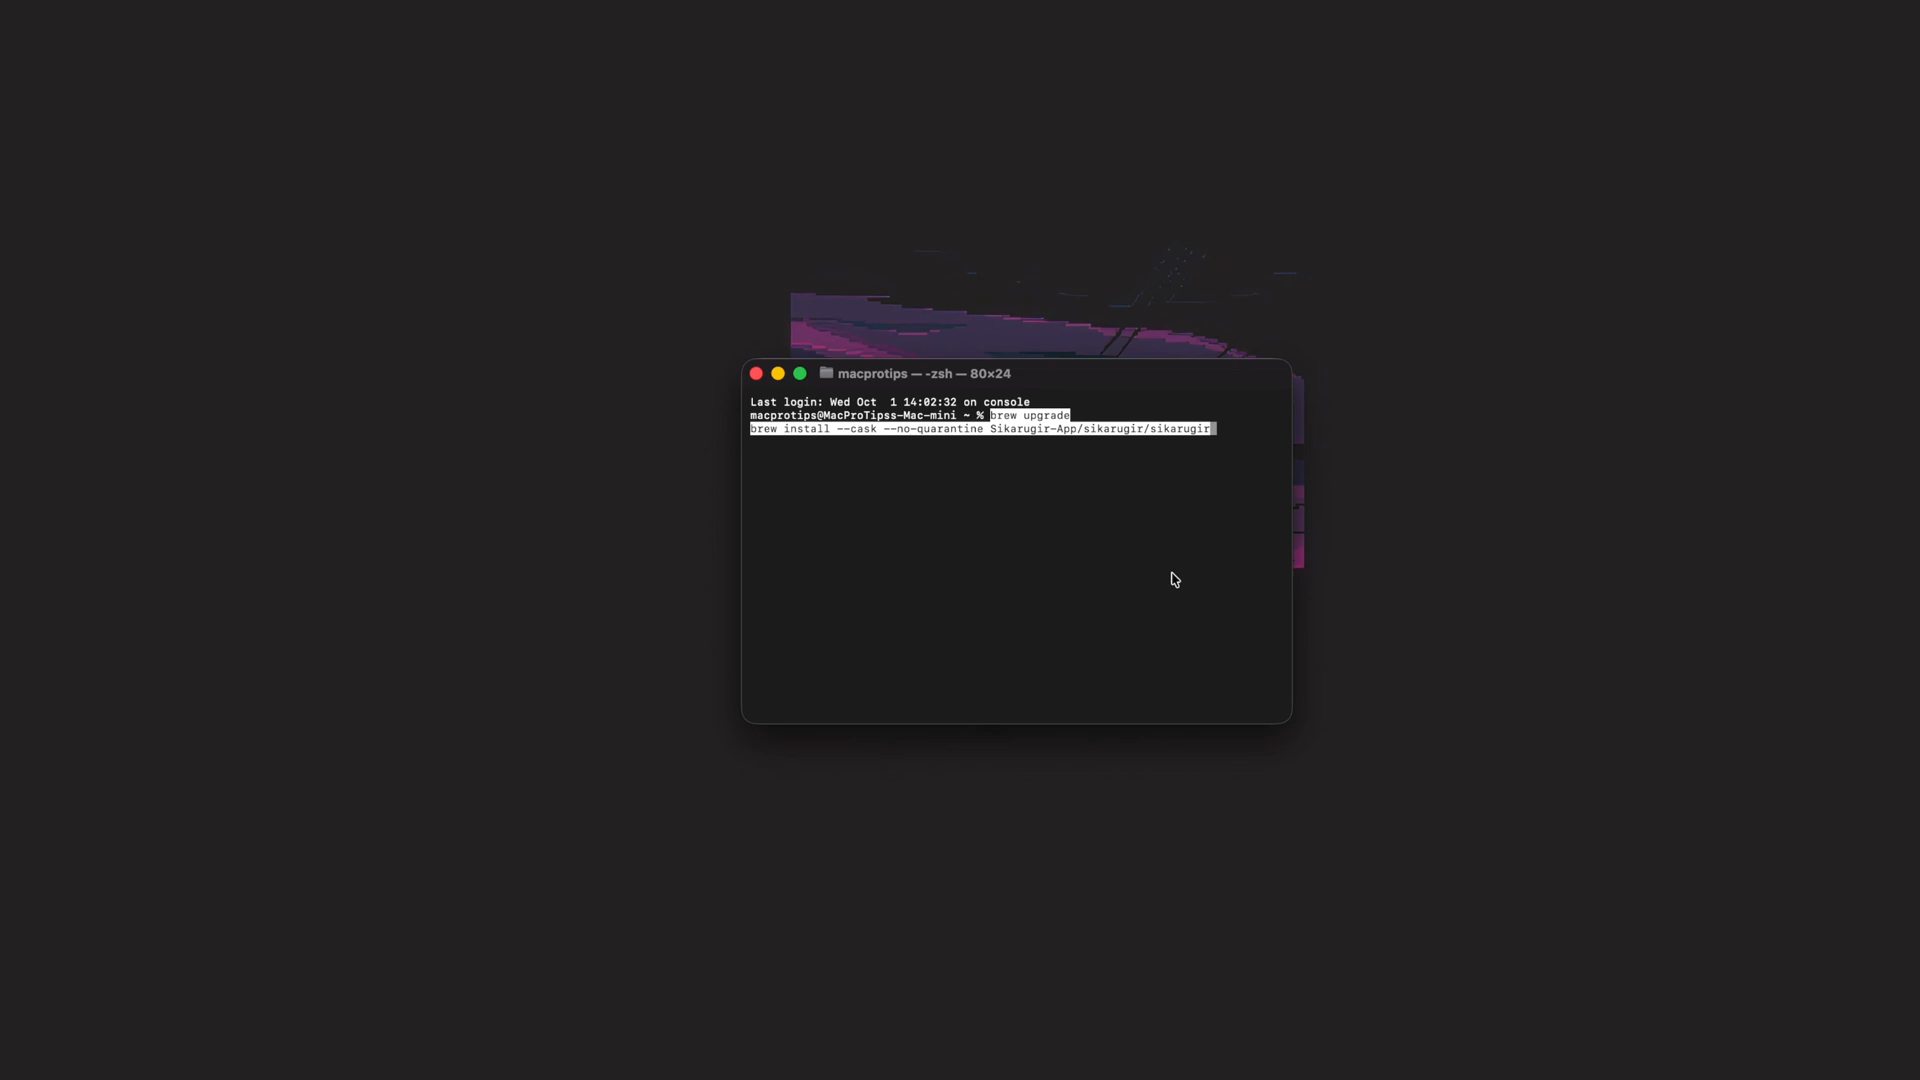 macprotips — -zsh — 80×24
Last login: Wed Oct  1 14:02:32 on console
macprotips@MacProTipss-Mac-mini ~ % brew upgrade
brew install --cask --no-quarantine Sikarugir-App/sikarugir/sikarugir